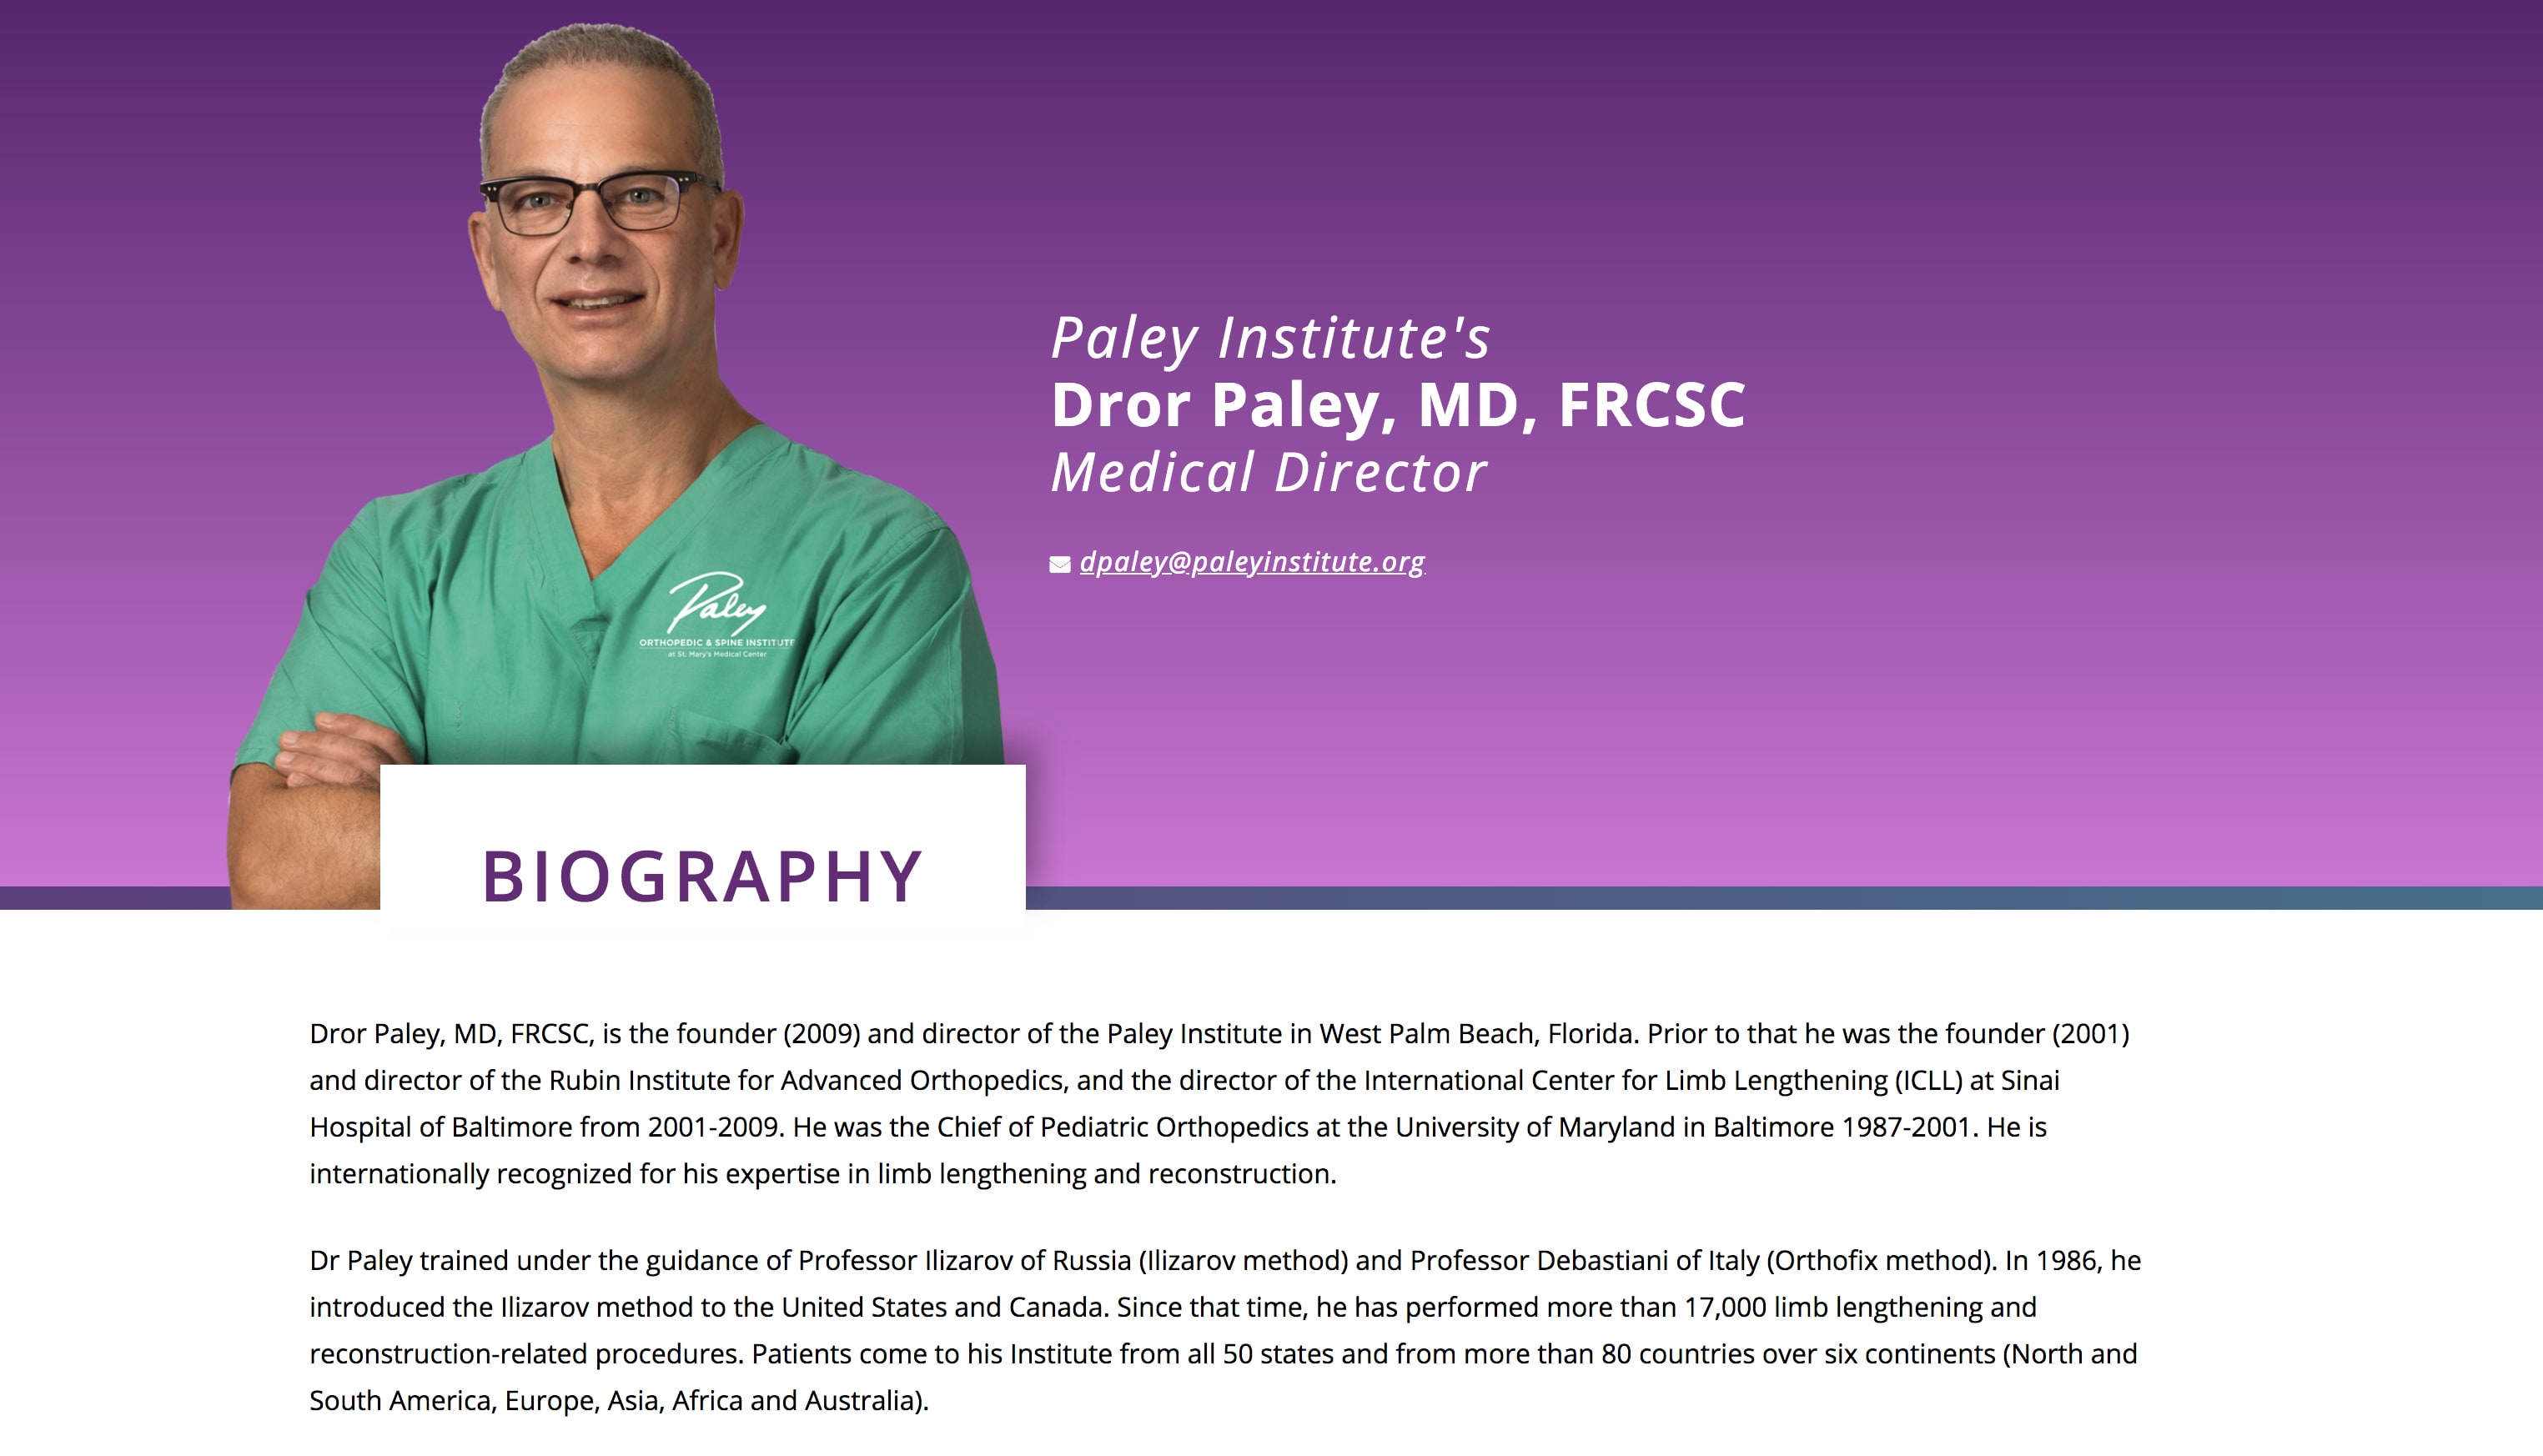 Paley Institute's
Dror Paley, MD, FRCSC
Medical Director
dpaley@paleyinstitute.org
Paley
ORTHOPEDIC & SPINE INSTITUTE
at St. Mary's Medical Center
BIOGRAPHY
Dror Paley, MD, FRCSC, is the founder (2009) and director of the Paley Institute in West Palm Beach, Florida. Prior to that he was the founder (2001)
and director of the Rubin Institute for Advanced Orthopedics, and the director of the International Center for Limb Lengthening (ICLL) at Sinai
Hospital of Baltimore from 2001-2009. He was the Chief of Pediatric Orthopedics at the University of Maryland in Baltimore 1987-2001. He is
internationally recognized for his expertise in limb lengthening and reconstruction.
Dr Paley trained under the guidance of Professor Ilizarov of Russia (Ilizarov method) and Professor Debastiani of Italy (Orthofix method). In 1986, he
introduced the Ilizarov method to the United States and Canada. Since that time, he has performed more than 17,000 limb lengthening and
reconstruction-related procedures. Patients come to his Institute from all 50 states and from more than 80 countries over six continents (North and
South America, Europe, Asia, Africa and Australia).